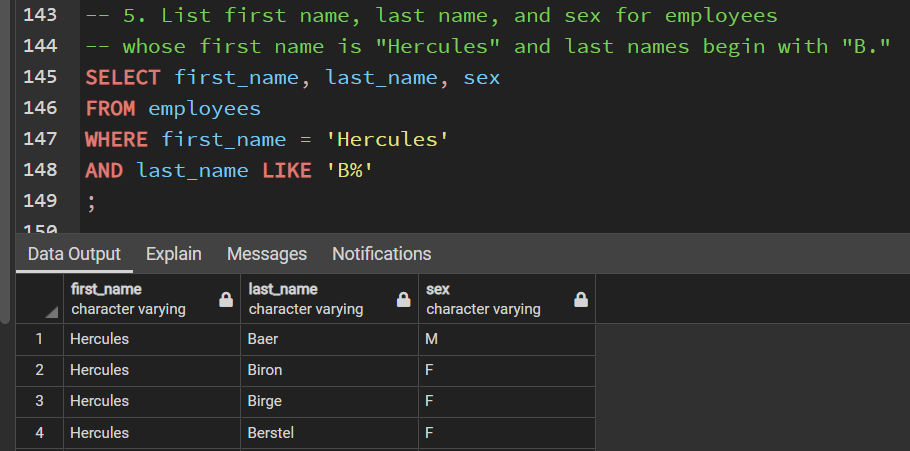 143 -- 5. List first name, last name, and sex for employees
144 -- whose first name is "Hercules" and last names begin with "B."
145 SELECT first_name, last_name, sex
146 FROM employees
147 WHERE first_name = 'Hercules'
148 AND last_name LIKE 'B%'
149 ;
150
Data Output Explain Messages Notifications
first_name last_name sex
character varying character varying character varying
1 Hercules Baer M
2 Hercules Biron F
3 Hercules Birge F
4 Hercules Berstel F